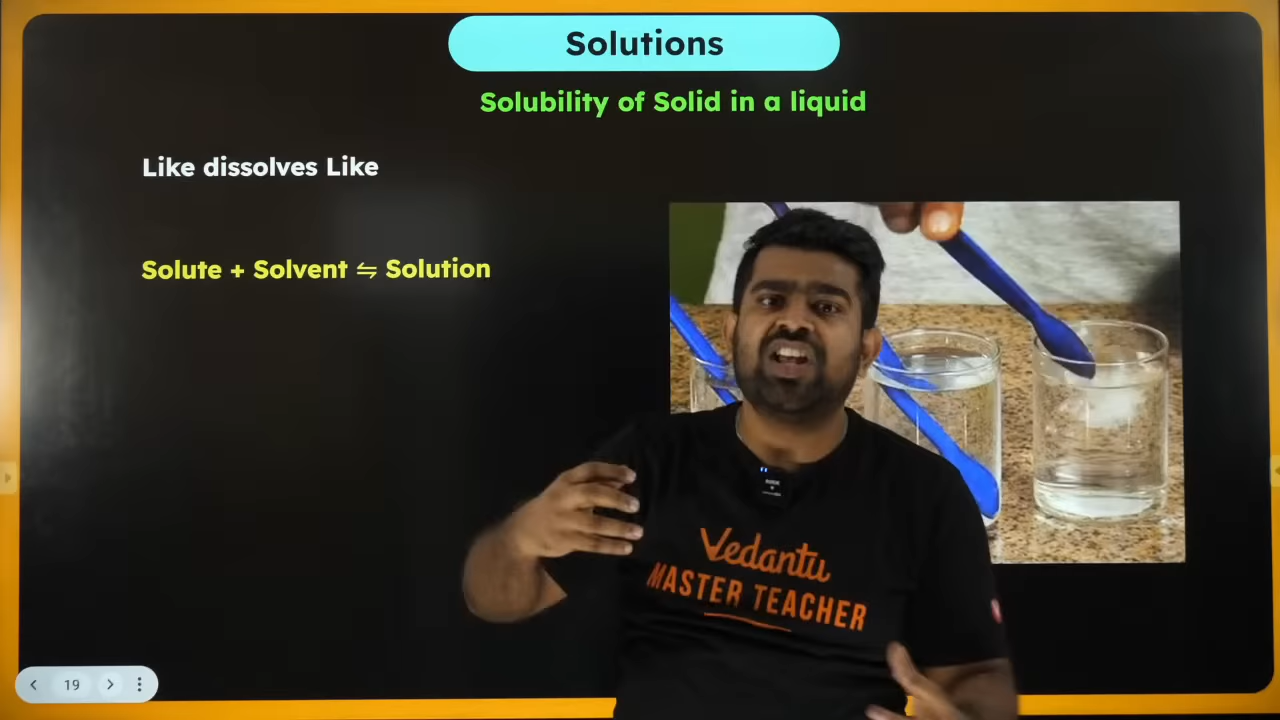 Solutions
Solubility of Solid in a liquid
Like dissolves Like
Solute + Solvent ⇋ Solution
Vedantu
MASTER TEACHER
19